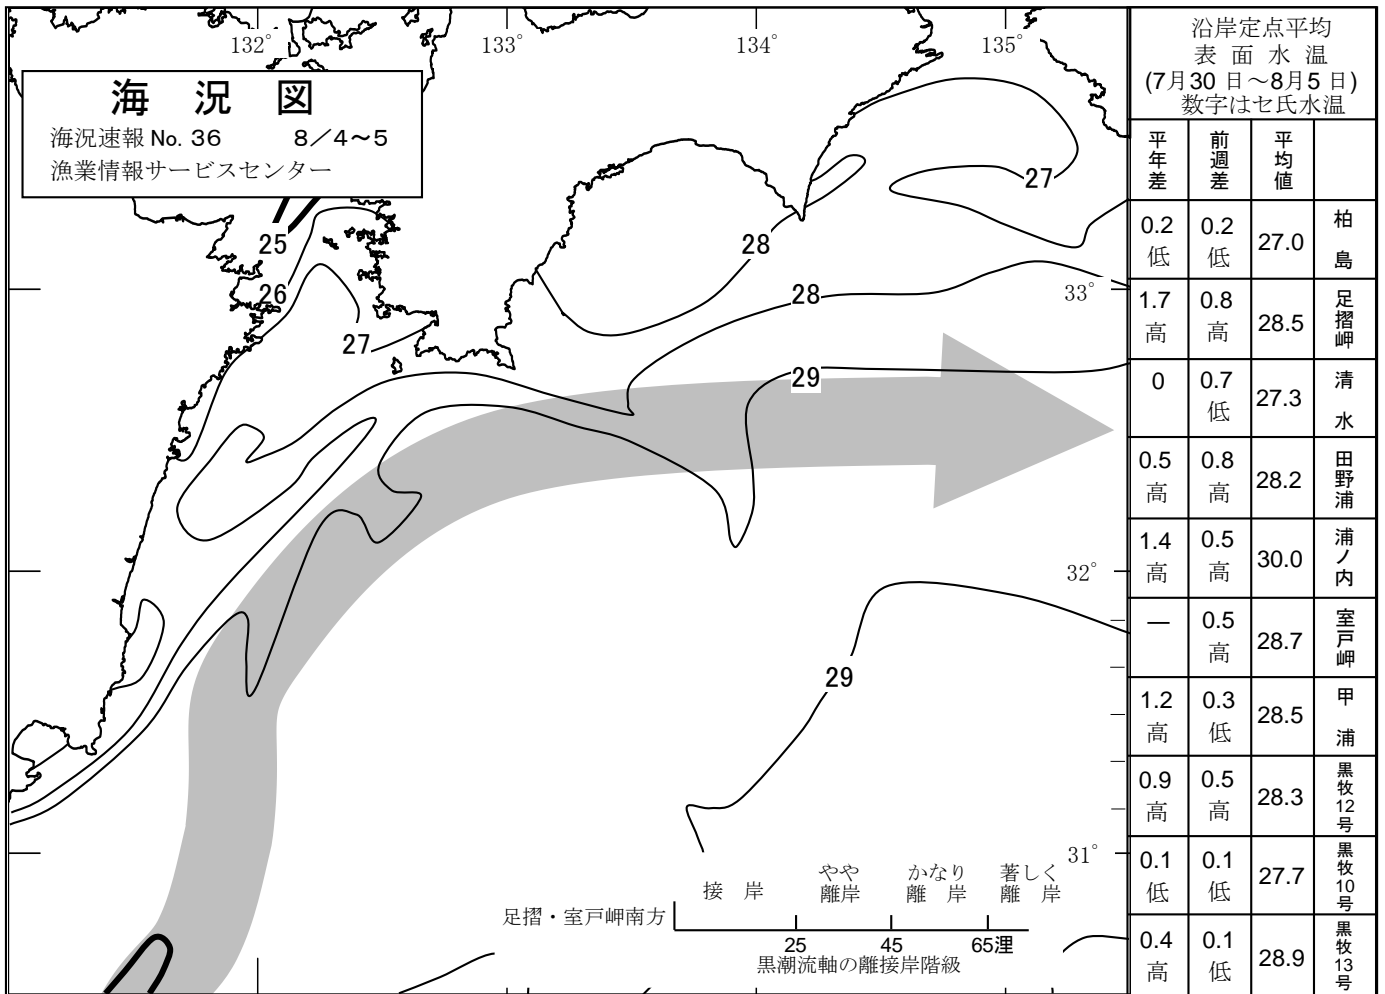 132°
133°
134°
135°
海　況　図
海況速報 No. 36　　8／4～5
漁業情報サービスセンター
25
26
27
28
28
27
29
29
33°
32°
31°
接　岸
やや
離岸
かなり
離　岸
著しく
離　岸
足摺・室戸岬南方
25　45　65浬
黒潮流軸の離接岸階級
沿岸定点平均
表 面 水 温
(7月30 日～8月5 日)
数字はセ氏水温
平年差　前週差　平均値
0.2低　0.2低　27.0　柏島
1.7高　0.8高　28.5　足摺岬
0　0.7低　27.3　清水
0.5高　0.8高　28.2　田野浦
1.4高　0.5高　30.0　浦ノ内
―　0.5高　28.7　室戸岬
1.2高　0.3低　28.5　甲浦
0.9高　0.5高　28.3　黒牧12号
0.1低　0.1低　27.7　黒牧10号
0.4高　0.1低　28.9　黒牧13号